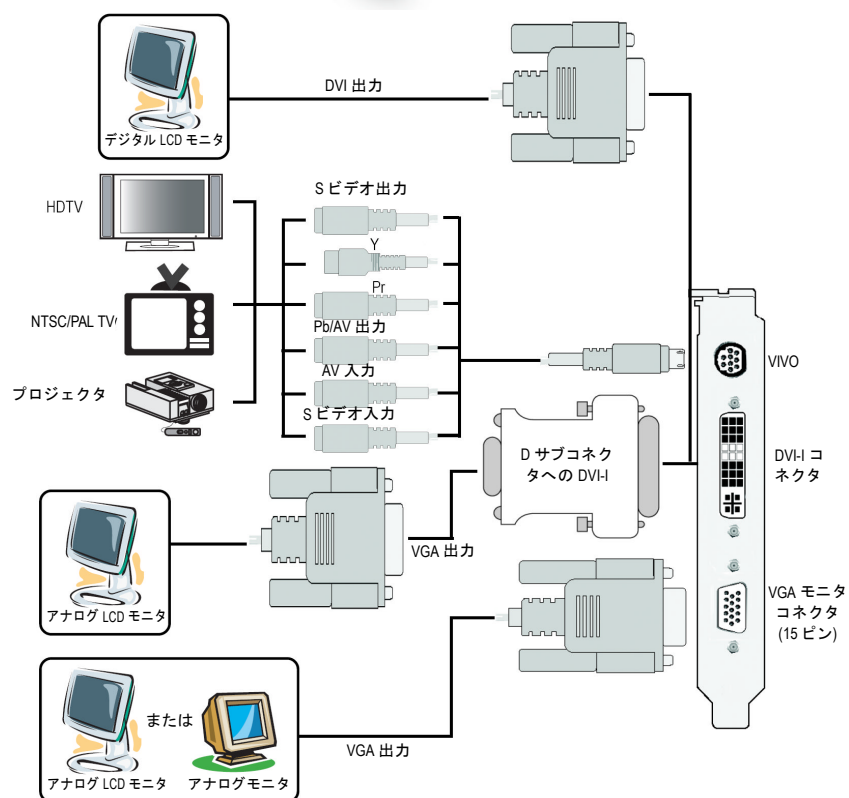 DVI 出力
デジタル LCD モニタ
S ビデオ出力
HDTV
Y
Pr
NTSC/PAL TV
Pb/AV 出力
VIVO
AV 入力
プロジェクタ
S ビデオ入力
D サブコネク
タへの DVI-I
DVI-I コ
ネクタ
VGA 出力
アナログ LCD モニタ
VGA モニタ
コネクタ
(15 ピン)
または
VGA 出力
アナログ LCD モニタ
アナログモニタ